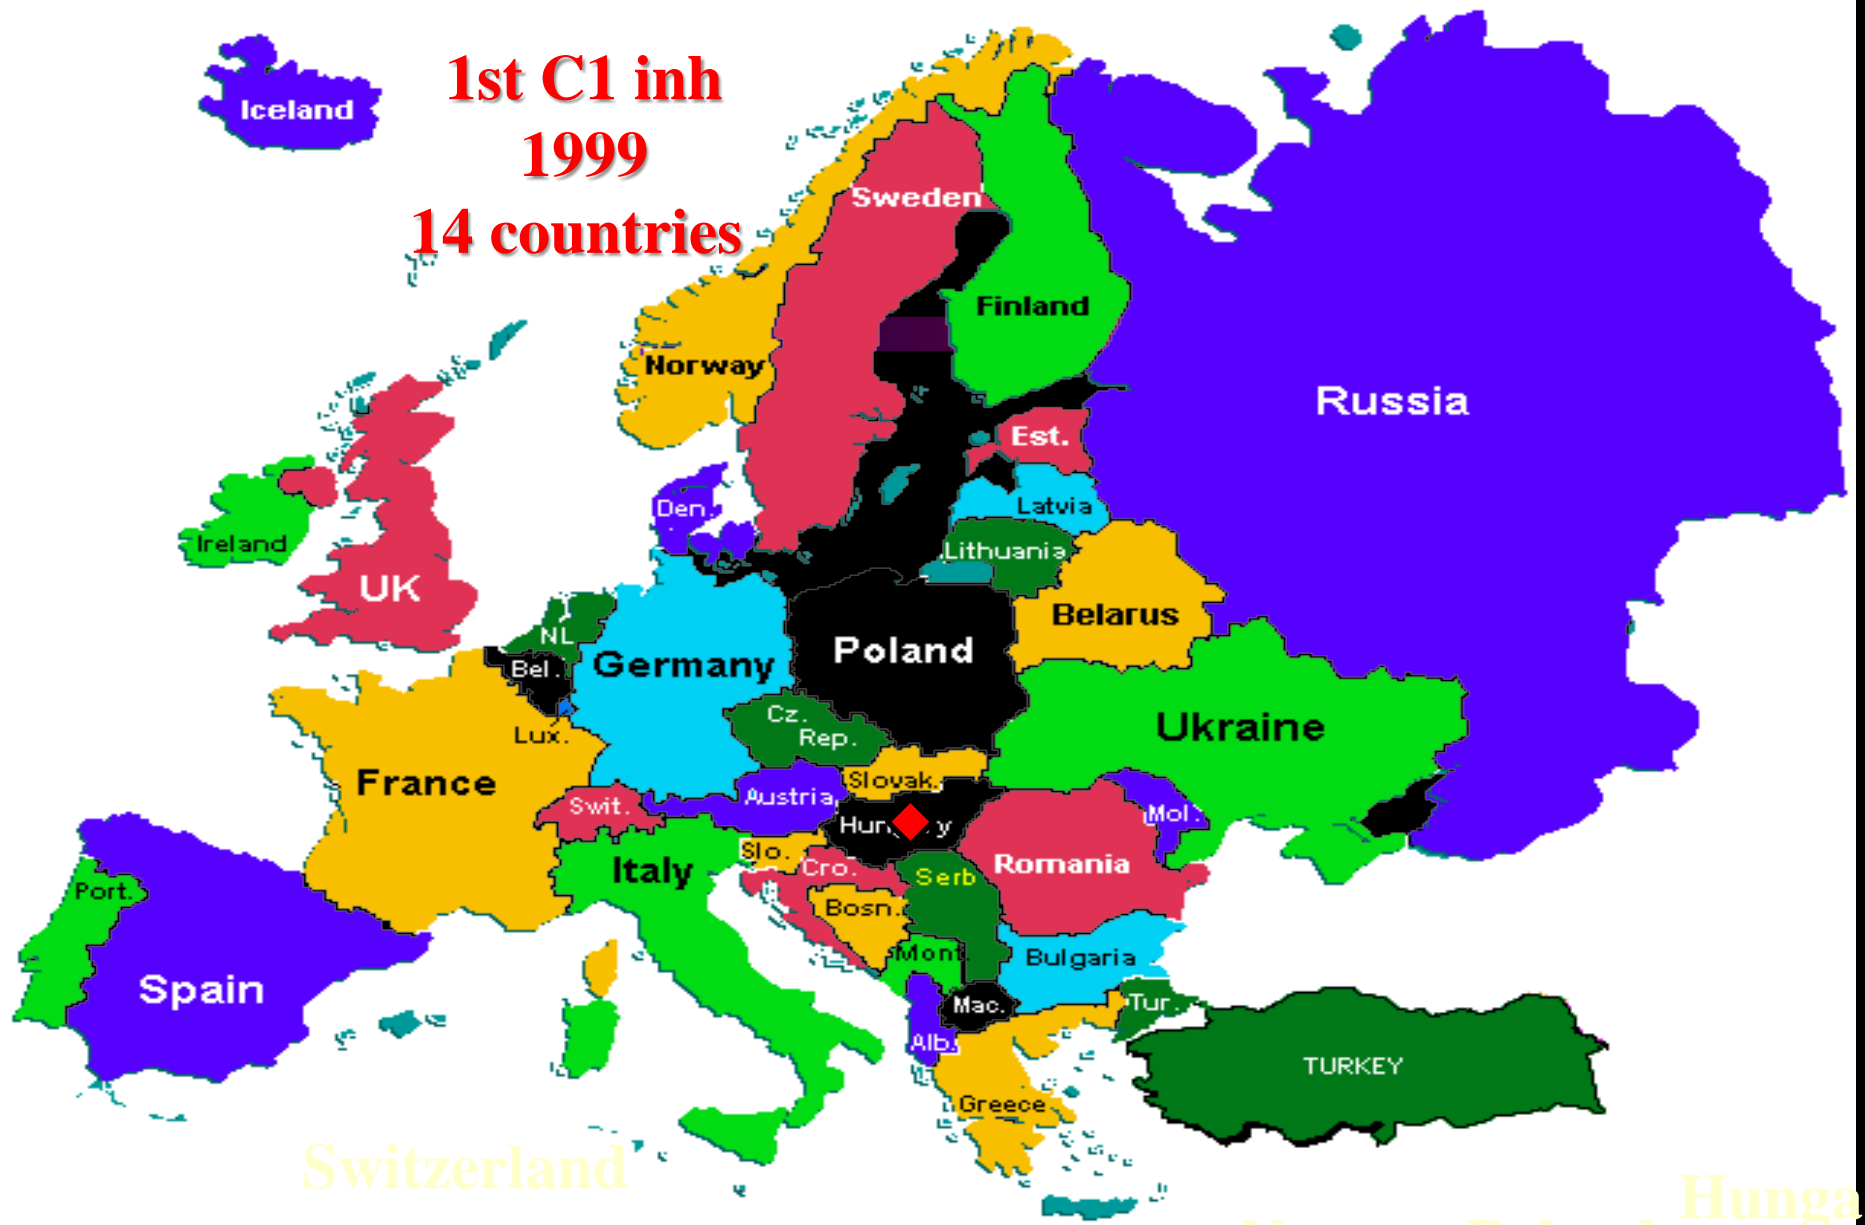 1st C1 inh
1999
14 countries
Iceland
Sweden
Finland
Norway
Russia
Est.
Latvia
Den.
Lithuania
Ireland
UK
Belarus
NL
Poland
Bel.
Germany
Cz.
Rep.
Ukraine
Lux.
France
Slovak.
Austria
Swit.
Mol.
Slo.
Italy
Cro.
Romania
Serb
Port.
Bosn.
Mont.
Bulgaria
Spain
Mac.
Tur.
Alb.
TURKEY
Greece
Switzerland
Hunga